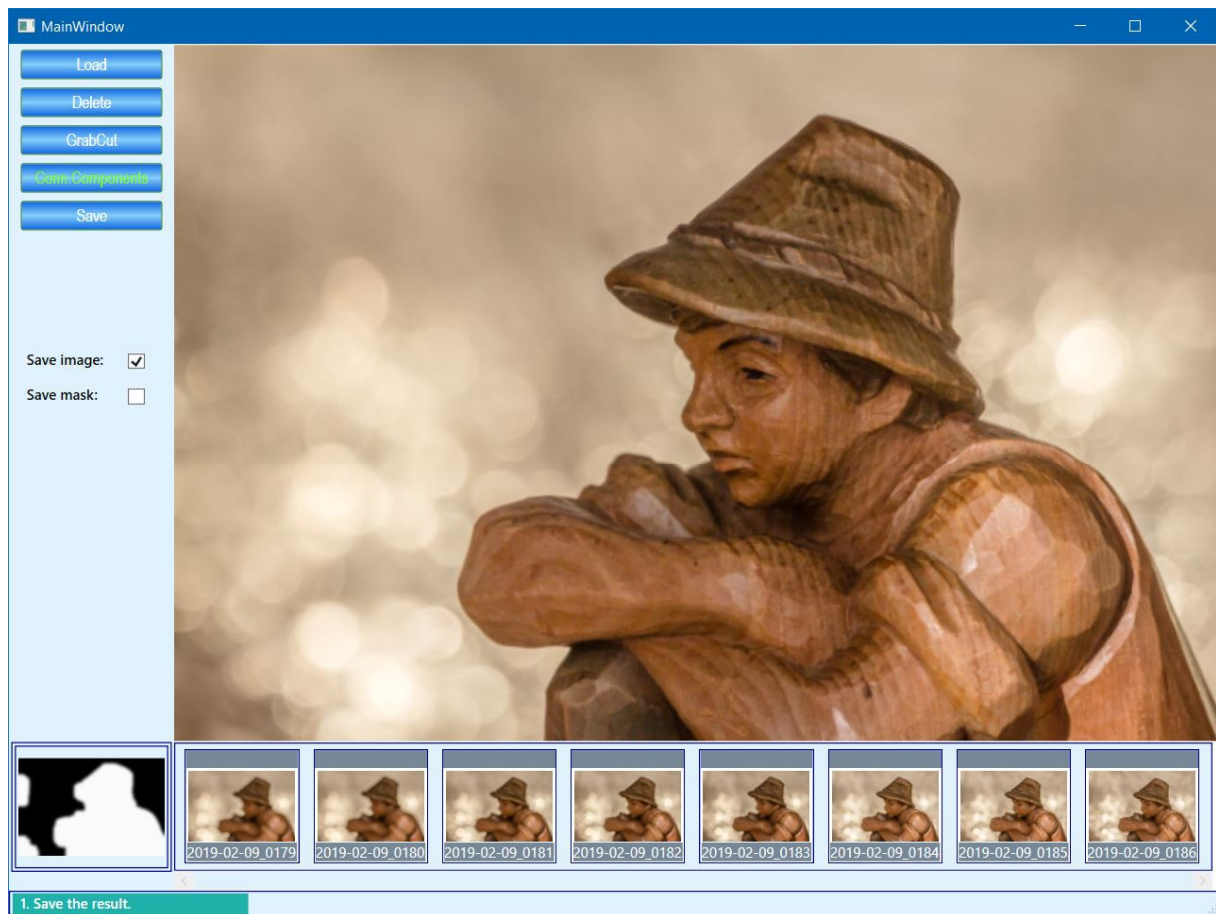 MainWindow
Load
Delete
GrabCut
Conn.Components
Save
Save image:
Save mask:
2019-02-09_0179
2019-02-09_0180
2019-02-09_0181
2019-02-09_0182
2019-02-09_0183
2019-02-09_0184
2019-02-09_0185
2019-02-09_0186
1. Save the result.